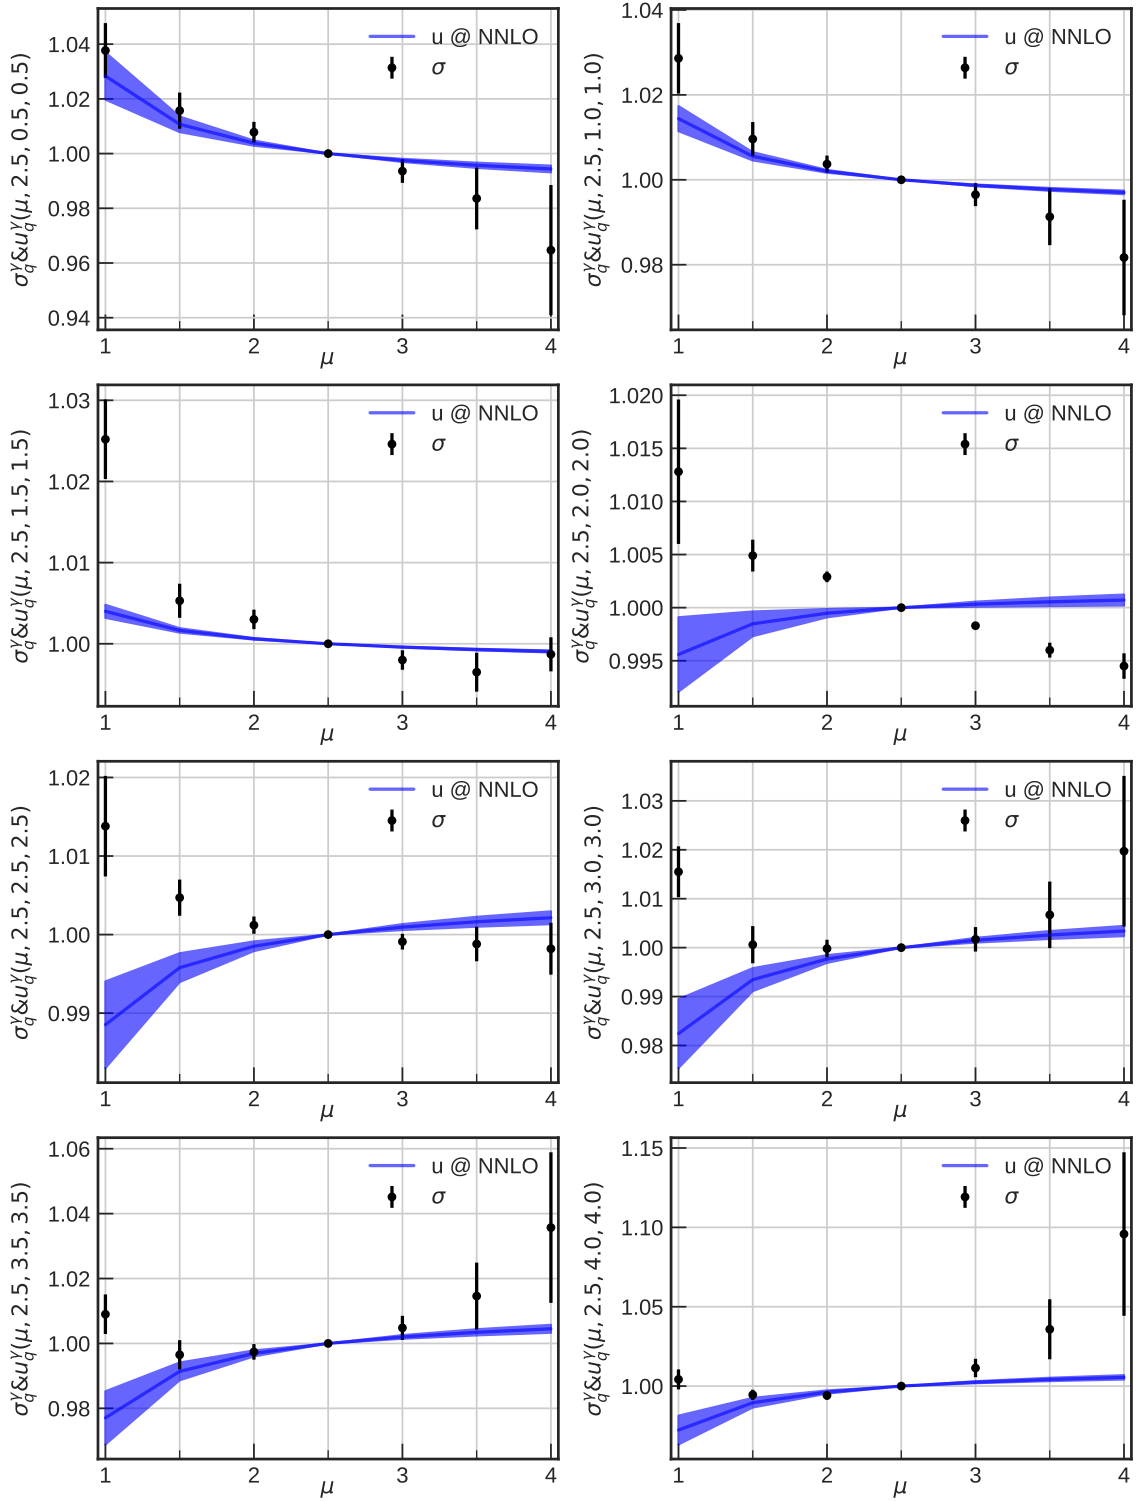 σ_q^γ&u_q^γ(μ, 2.5, 0.5, 0.5)
1.04
1.02
1.00
0.98
0.96
0.94
u @ NNLO
σ
1 2 3 4
μ
σ_q^γ&u_q^γ(μ, 2.5, 1.0, 1.0)
1.04
1.02
1.00
0.98
u @ NNLO
σ
1 2 3 4
μ
σ_q^γ&u_q^γ(μ, 2.5, 1.5, 1.5)
1.03
1.02
1.01
1.00
u @ NNLO
σ
1 2 3 4
μ
σ_q^γ&u_q^γ(μ, 2.5, 2.0, 2.0)
1.020
1.015
1.010
1.005
1.000
0.995
u @ NNLO
σ
1 2 3 4
μ
σ_q^γ&u_q^γ(μ, 2.5, 2.5, 2.5)
1.02
1.01
1.00
0.99
u @ NNLO
σ
1 2 3 4
μ
σ_q^γ&u_q^γ(μ, 2.5, 3.0, 3.0)
1.03
1.02
1.01
1.00
0.99
0.98
u @ NNLO
σ
1 2 3 4
μ
σ_q^γ&u_q^γ(μ, 2.5, 3.5, 3.5)
1.06
1.04
1.02
1.00
0.98
u @ NNLO
σ
1 2 3 4
μ
σ_q^γ&u_q^γ(μ, 2.5, 4.0, 4.0)
1.15
1.10
1.05
1.00
u @ NNLO
σ
1 2 3 4
μ